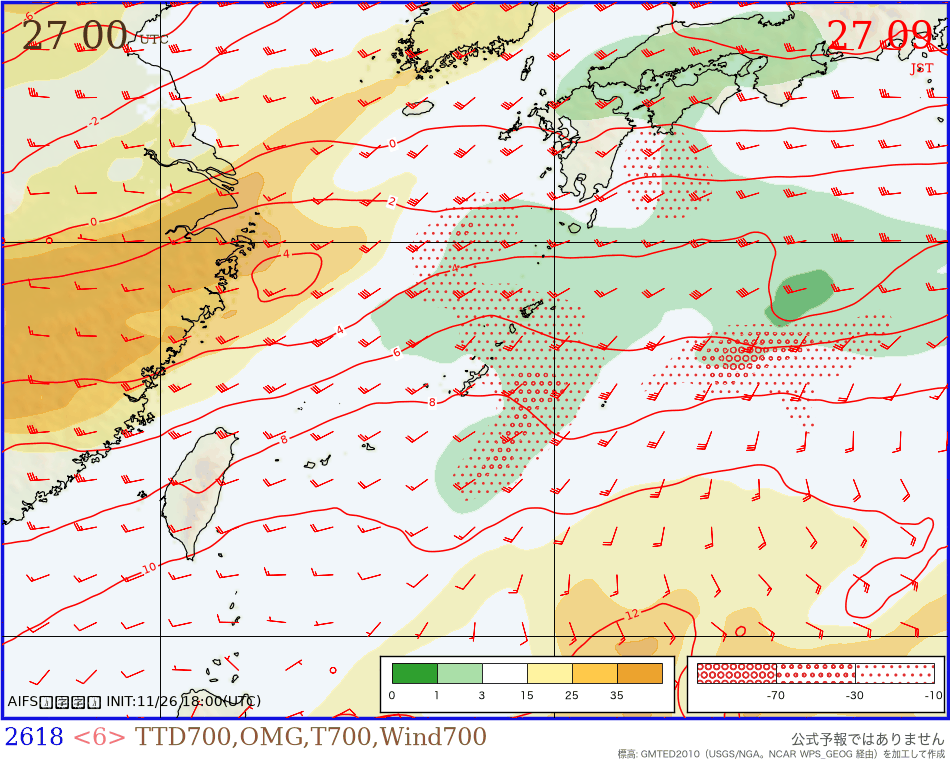 27 00/UTC
27 09
JST
-6
-2
0
0
2
4
4
4
6
8
8
10
12
AIFS INIT:11/26 18:00(UTC)
0 1 3 15 25 35
-70 -30 -10
2618 <6> TTD700,OMG,T700,Wind700
公式予報ではありません
標高: GMTED2010（USGS/NGA。NCAR WPS_GEOG 経由）を加工して作成